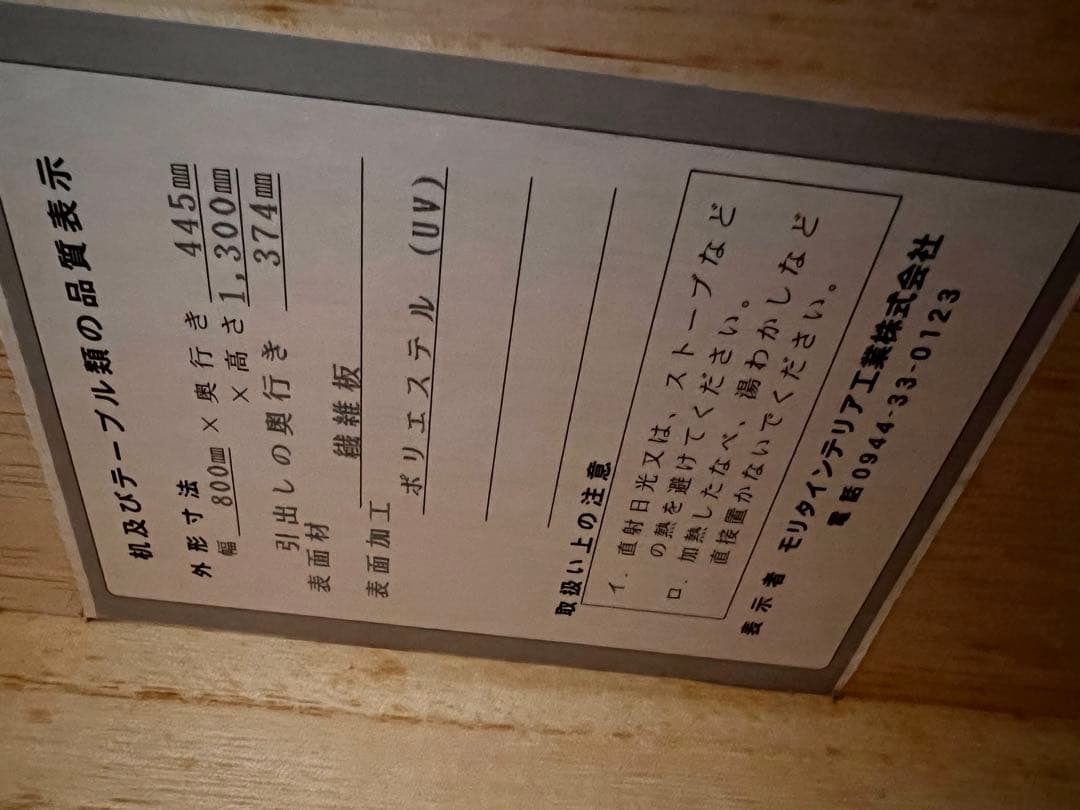 机及びテーブル類の品質表示
外形寸法
幅 800㎜ × 奥行き 445㎜
× 高さ 1,300㎜
引出しの奥行き 374㎜
表面材 繊維板
表面加工 ポリエステル (UV)
取扱い上の注意
イ. 直射日光又は、ストーブなど
の熱を避けてください。
ロ. 加熱したなべ、湯わかしなど
直接置かないでください。
表示者 モリタインテリア工業株式会社
電話0944-33-0123